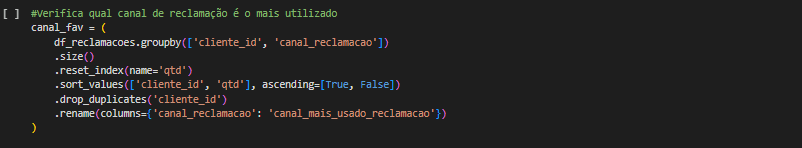 [ ] #Verifica qual canal de reclamação é o mais utilizado
canal_fav = (
    df_reclamacoes.groupby(['cliente_id', 'canal_reclamacao'])
    .size()
    .reset_index(name='qtd')
    .sort_values(['cliente_id', 'qtd'], ascending=[True, False])
    .drop_duplicates('cliente_id')
    .rename(columns={'canal_reclamacao': 'canal_mais_usado_reclamacao'})
)